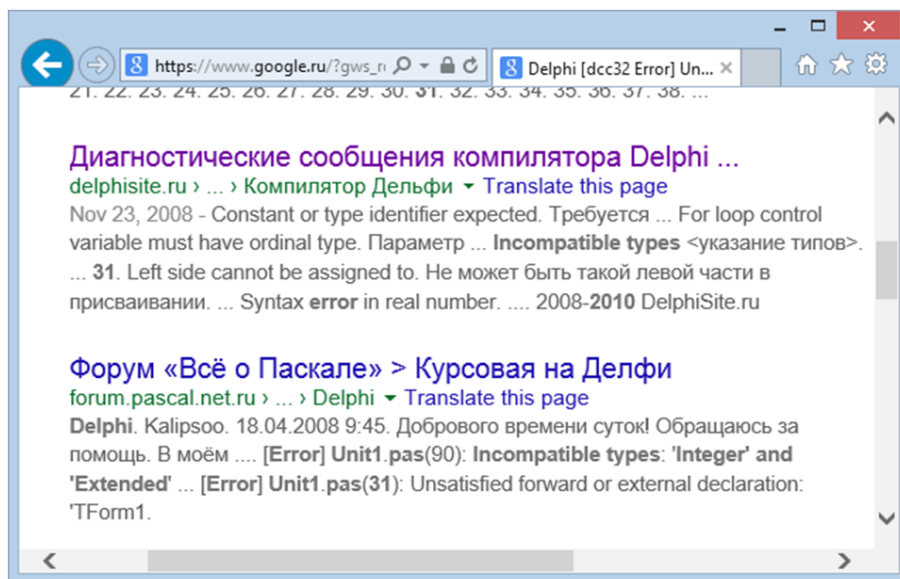 https://www.google.ru/?gws_r
Delphi [dcc32 Error] Un...
21. 22. 23. 24. 25. 26. 27. 28. 29. 30. 31. 32. 33. 34. 35. 36. 37. 38. ...
Диагностические сообщения компилятора Delphi ...
delphisite.ru › ... › Компилятор Дельфи Translate this page
Nov 23, 2008 - Constant or type identifier expected. Требуется ... For loop control
variable must have ordinal type. Параметр ... Incompatible types <указание типов>.
... 31. Left side cannot be assigned to. Не может быть такой левой части в
присваивании. ... Syntax error in real number. .... 2008-2010 DelphiSite.ru
Форум «Всё о Паскале» > Курсовая на Делфи
forum.pascal.net.ru › ... › Delphi Translate this page
Delphi. Kalipsoo. 18.04.2008 9:45. Добрового времени суток! Обращаюсь за
помощь. В моём .... [Error] Unit1.pas(90): Incompatible types: 'Integer' and
'Extended' ... [Error] Unit1.pas(31): Unsatisfied forward or external declaration:
'TForm1.